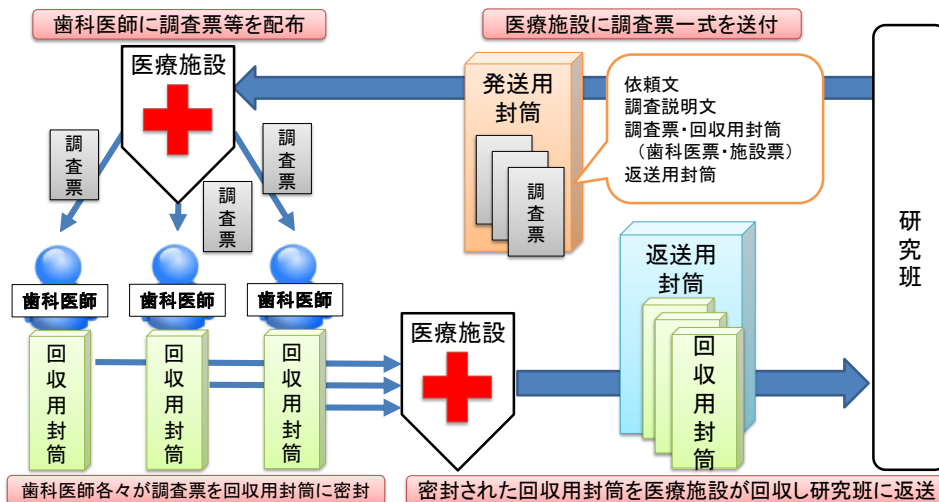 歯科医師に調査票等を配布
医療施設に調査票一式を送付
医療施設
発送用
封筒
調査票
依頼文
調査説明文
調査票・回収用封筒
（歯科医票・施設票）
返送用封筒
研究班
調査票
調査票
調査票
歯科医師
歯科医師
歯科医師
回収用封筒
回収用封筒
回収用封筒
医療施設
返送用
封筒
回収用封筒
歯科医師各々が調査票を回収用封筒に密封
密封された回収用封筒を医療施設が回収し研究班に返送